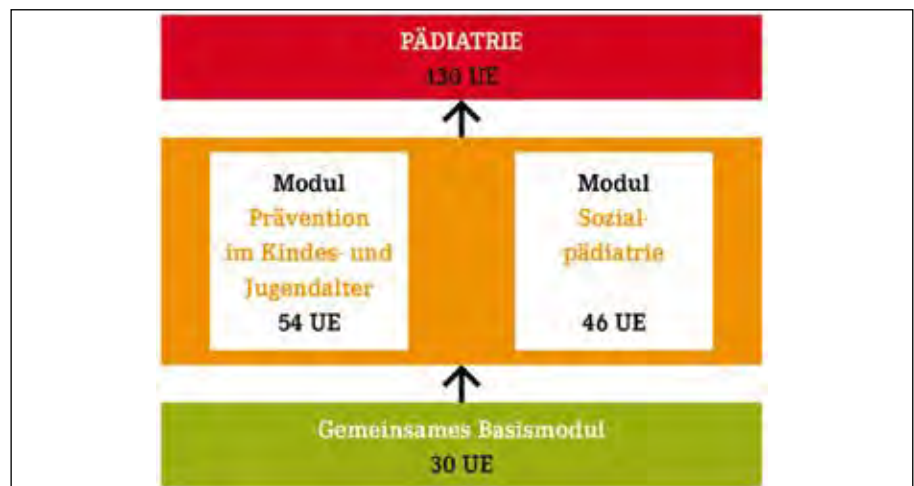 PÄDIATRIE
130 UE
Modul
Prävention
im Kindes- und
Jugendalter
54 UE
Modul
Sozial-
pädiatrie
46 UE
Gemeinsames Basismodul
30 UE